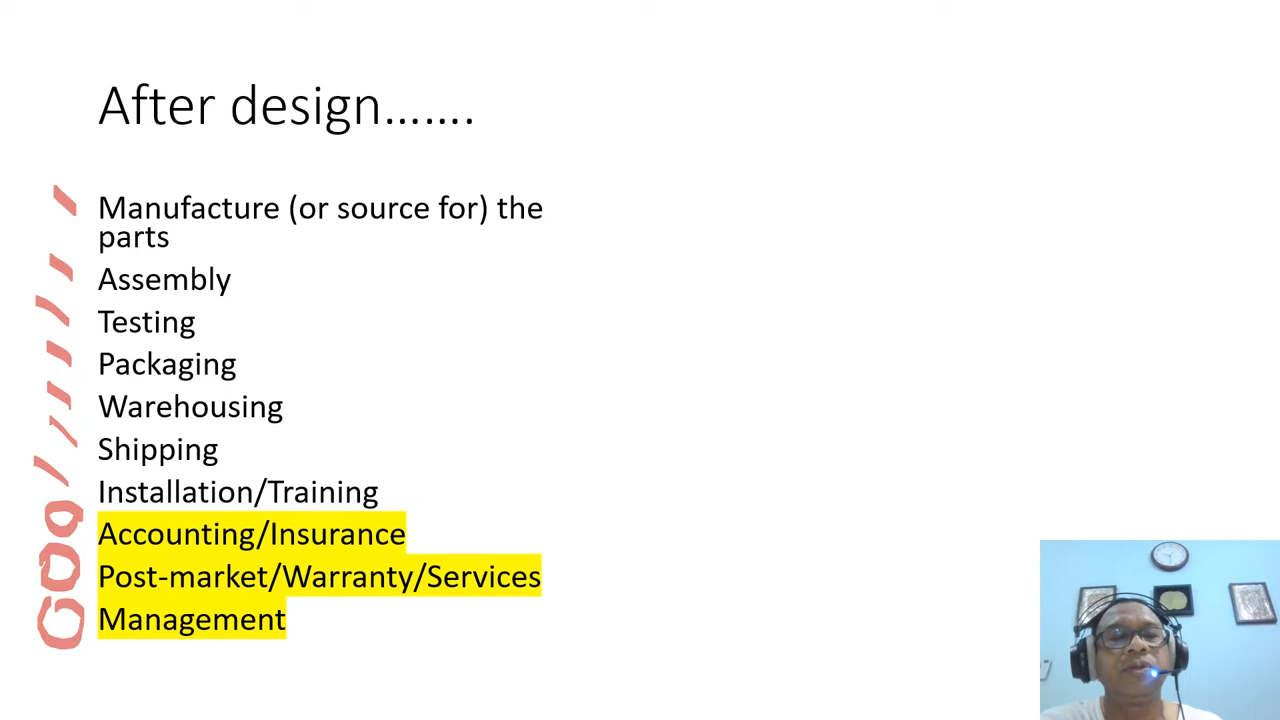 After design.......
Manufacture (or source for) the
parts
Assembly
Testing
Packaging
Warehousing
Shipping
Installation/Training
Accounting/Insurance
Post-market/Warranty/Services
Management